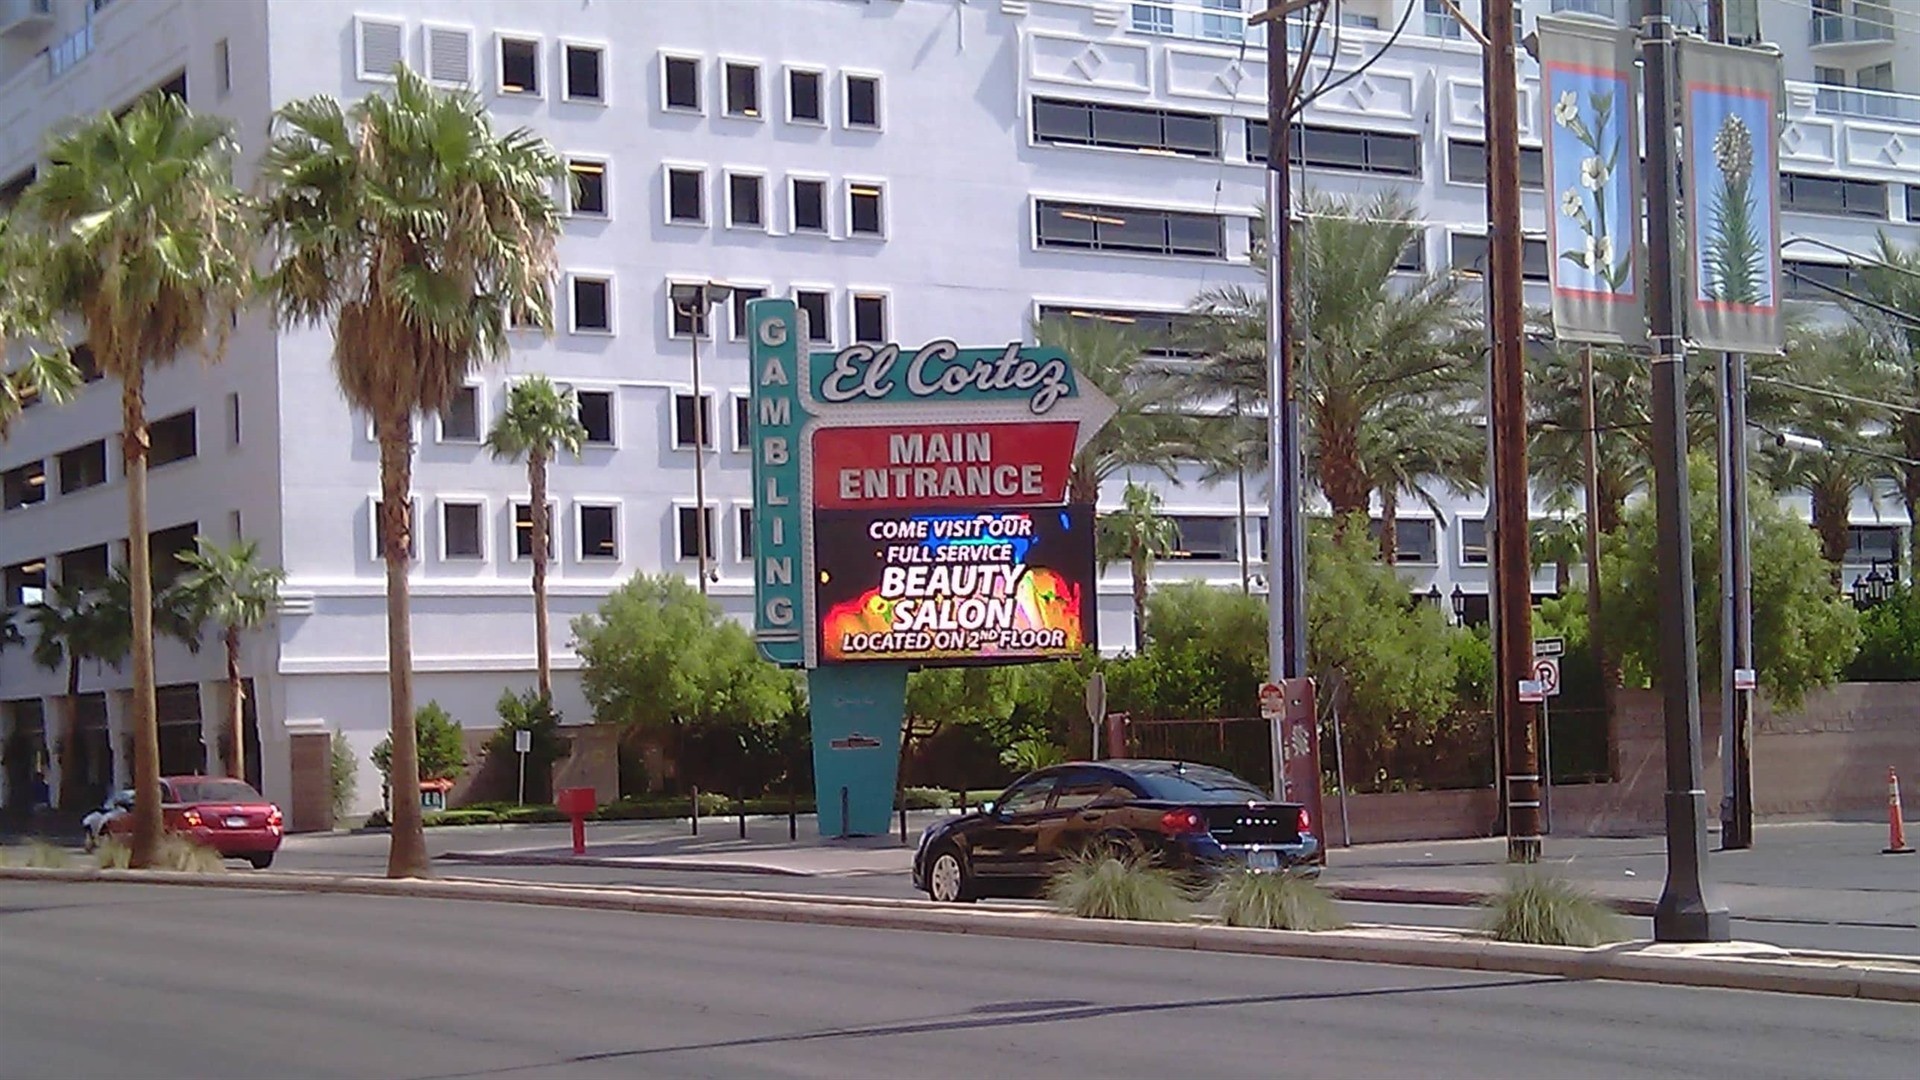 GAMBLING
El Cortez
MAIN
ENTRANCE
COME VISIT OUR
FULL SERVICE
BEAUTY
SALON
LOCATED ON 2ND FLOOR